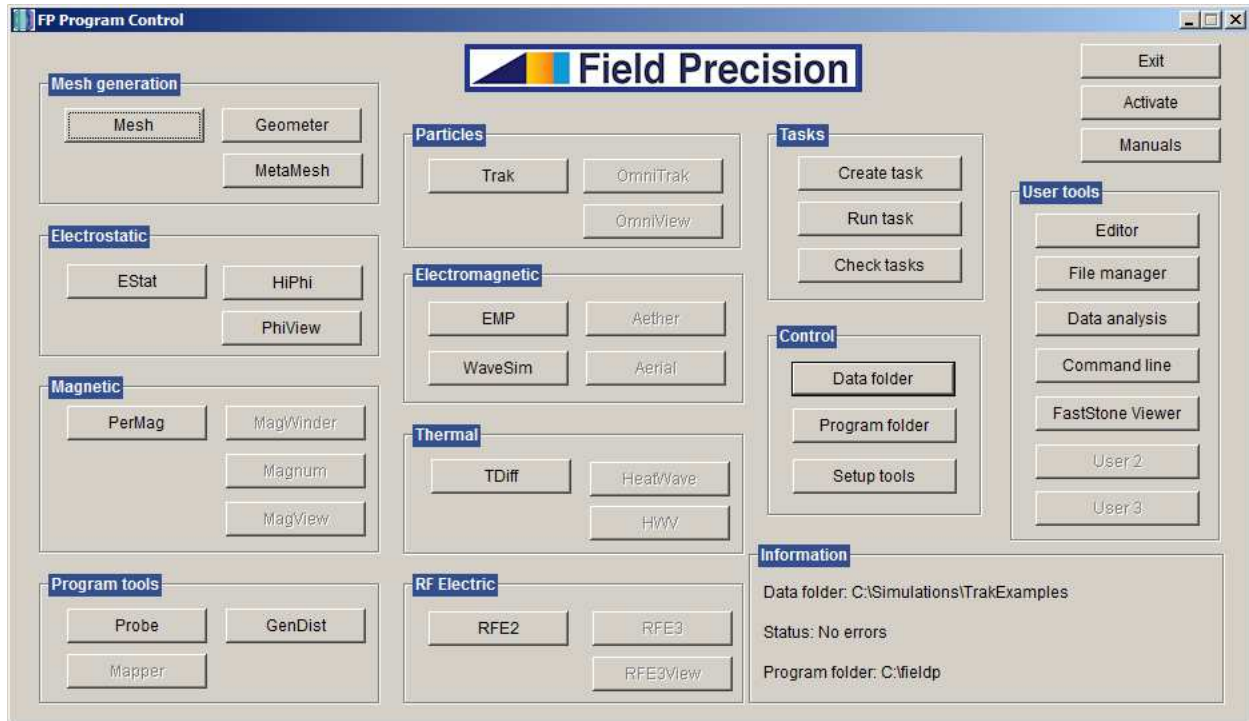 FP Program Control
Field Precision
Exit
Activate
Manuals
Mesh generation
Mesh
Geometer
MetaMesh
Electrostatic
EStat
HiPhi
PhiView
Magnetic
PerMag
MagWinder
Magnum
MagView
Program tools
Probe
GenDist
Mapper
Particles
Trak
OmniTrak
OmniView
Electromagnetic
EMP
Aether
WaveSim
Aerial
Thermal
TDiff
HeatWave
HWV
RF Electric
RFE2
RFE3
RFE3View
Tasks
Create task
Run task
Check tasks
Control
Data folder
Program folder
Setup tools
User tools
Editor
File manager
Data analysis
Command line
FastStone Viewer
User 2
User 3
Information
Data folder: C:\Simulations\TrakExamples
Status: No errors
Program folder: C:\fieldp